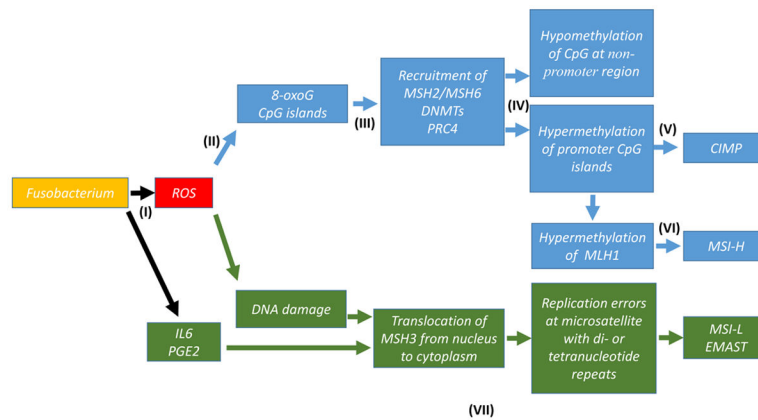 Hypomethylation
of CpG at non-
promoter region
8-oxoG
CpG islands
(III)
Recruitment of
MSH2/MSH6
DNMTs
PRC4
(IV)
(II)
Hypermethylation
of promoter CpG
islands
(V)
CIMP
Fusobacterium
(I)
ROS
Hypermethylation
of MLH1
(VI)
MSI-H
DNA damage
IL6
PGE2
Translocation of
MSH3 from nucleus
to cytoplasm
Replication errors
at microsatellite
with di- or
tetranucleotide
repeats
MSI-L
EMAST
(VII)